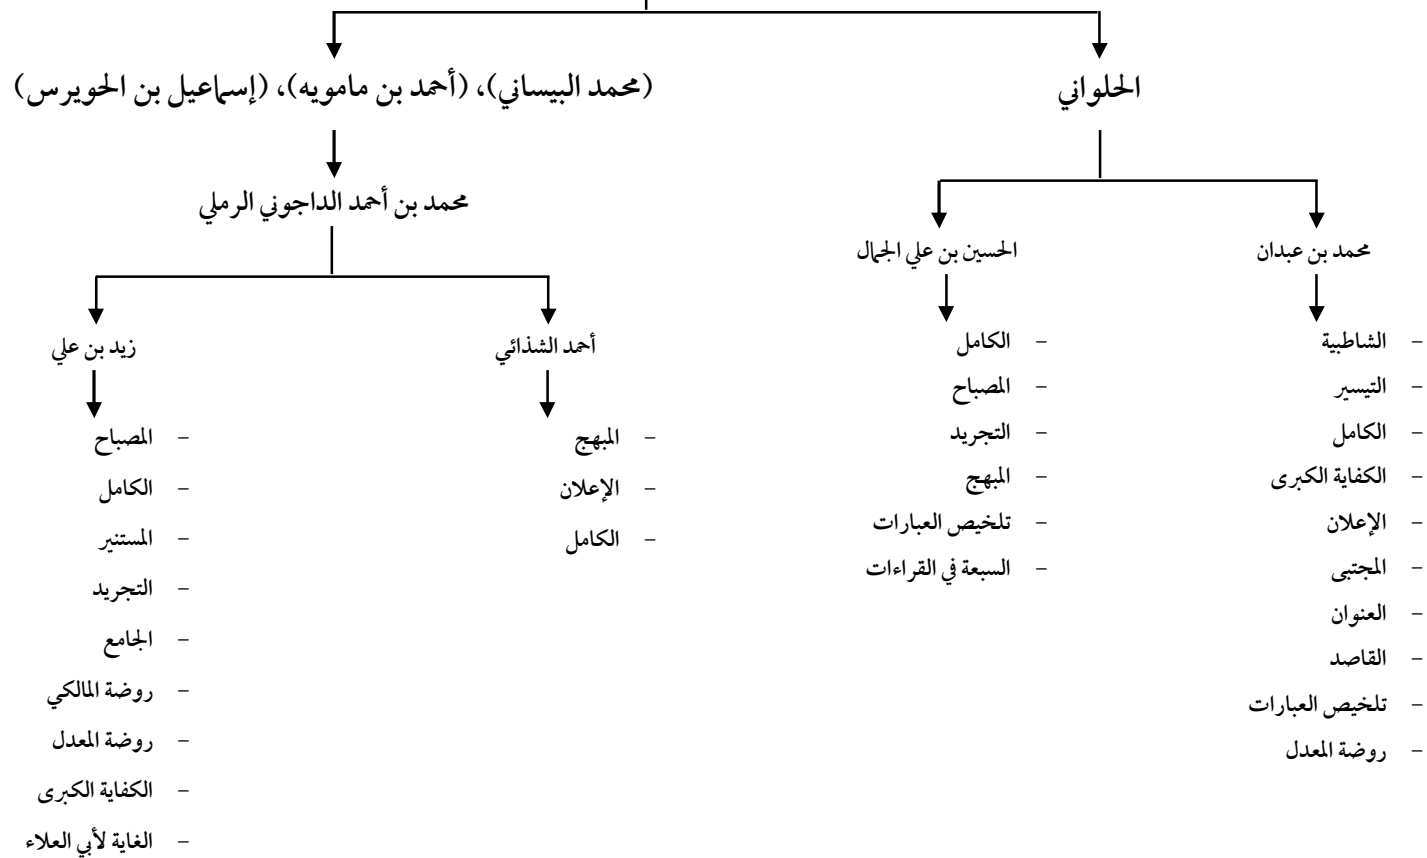 الحلواني
(محمد البيساني)، (أحمد بن مامويه)، (إسماعيل بن الحويرس)
محمد بن أحمد الداجوني الرملي
محمد بن عبدان
- الشاطبية
- التيسير
- الكامل
- الكفاية الكبرى
- الإعلان
- المجتبى
- العنوان
- القاصد
- تلخيص العبارات
- روضة المعدل
الحسين بن علي الجمال
- الكامل
- المصباح
- التجريد
- المبهج
- تلخيص العبارات
- السبعة في القراءات
أحمد الشذائي
- المبهج
- الإعلان
- الكامل
زيد بن علي
- المصباح
- الكامل
- المستنير
- التجريد
- الجامع
- روضة المالكي
- روضة المعدل
- الكفاية الكبرى
- الغاية لأبي العلاء